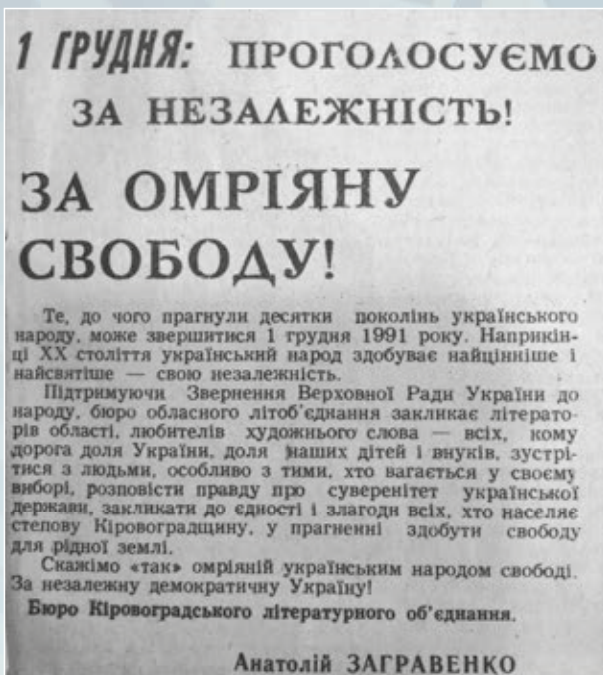 1 ГРУДНЯ: ПРОГОЛОСУЄМО
ЗА НЕЗАЛЕЖНІСТЬ!
ЗА ОМРІЯНУ
СВОБОДУ!
Те, до чого прагнули десятки поколінь українського
народу, може звершитися 1 грудня 1991 року. Наприкін-
ці XX століття український народ здобуває найцінніше і
найсвятіше — свою незалежність.
Підтримуючи Звернення Верховної Ради України до
народу, бюро обласного літоб'єднання закликає літерато-
рів області, любителів художнього слова — всіх, кому
дорога доля України, доля наших дітей і внуків, зустрі-
тися з людьми, особливо з тими, хто вагається у своєму
виборі, розповісти правду про суверенітет української
держави, закликати до єдності і злагоди всіх, хто населяє
степову Кіровоградщину, у прагненні здобути свободу
для рідної землі.
Скажімо «так» омріяній українським народом свободі.
За незалежну демократичну Україну!
Бюро Кіровоградського літературного об'єднання.
Анатолій ЗАГРАВЕНКО